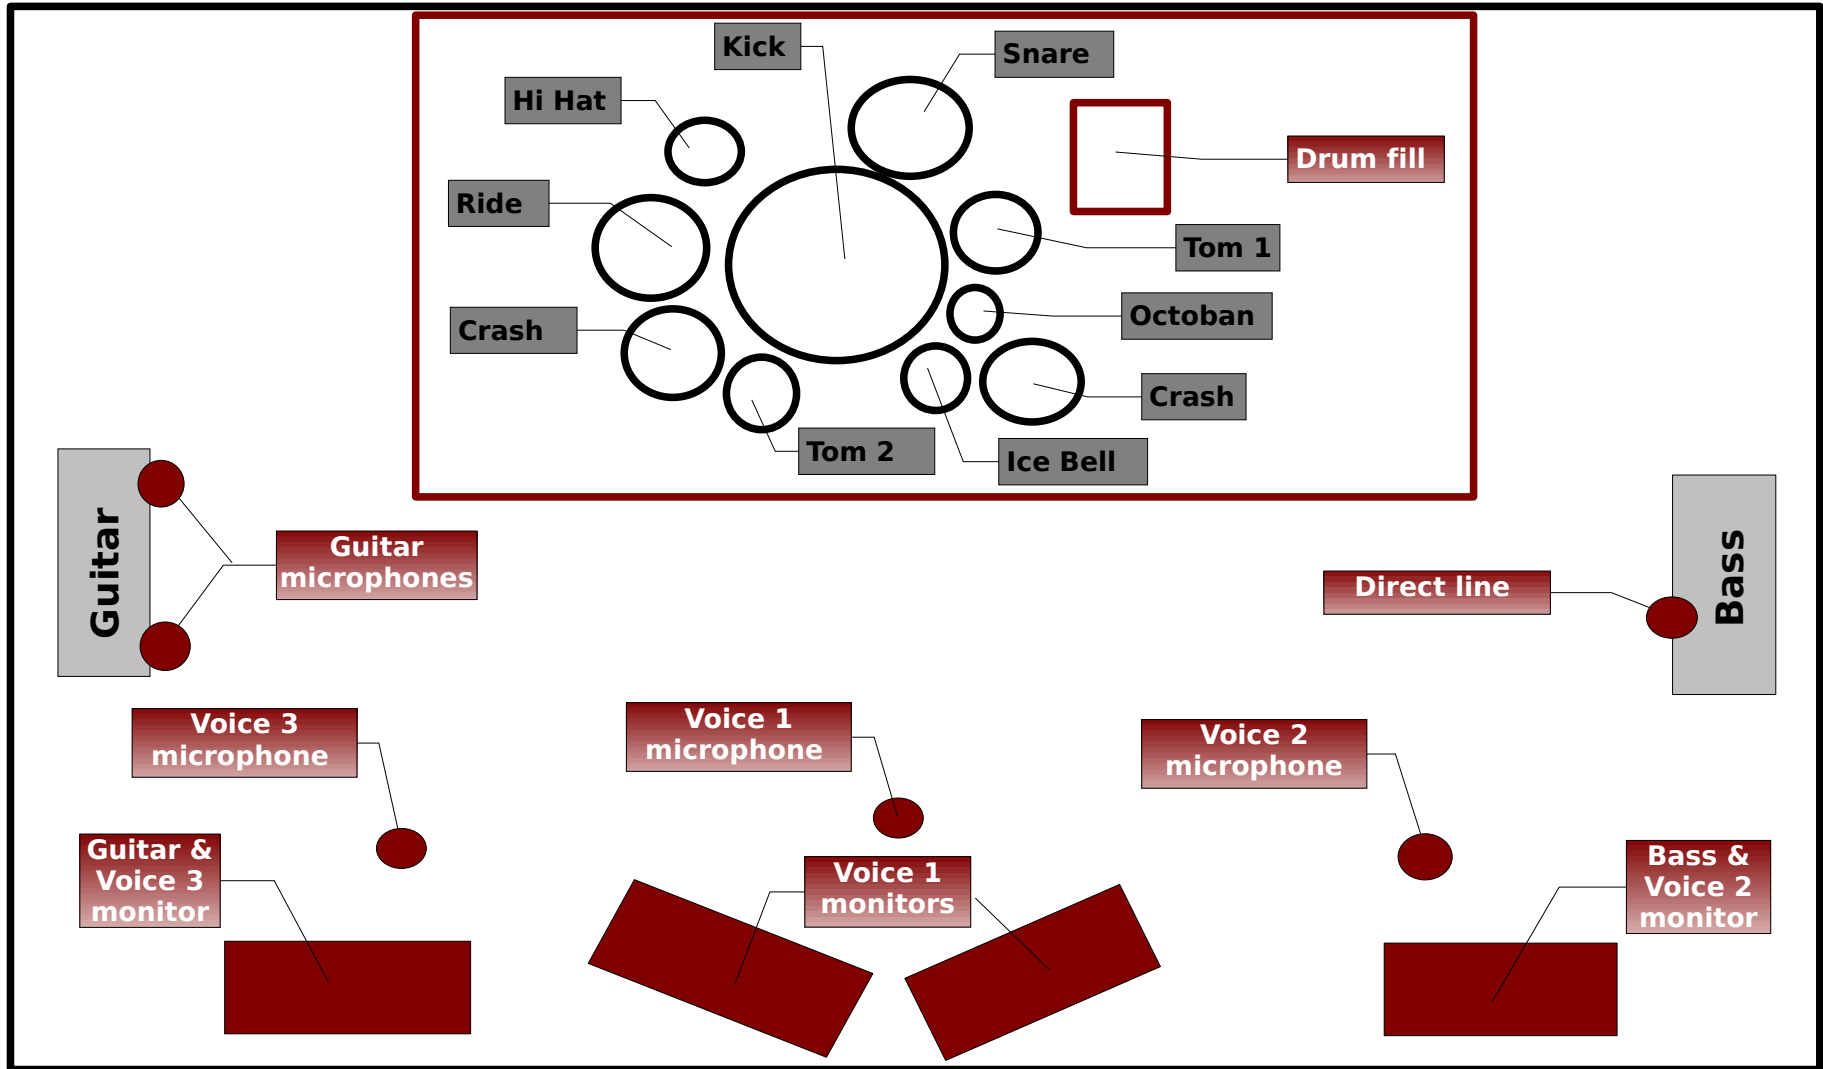 Kick
Snare
Hi Hat
Drum fill
Ride
Tom 1
Octoban
Crash
Crash
Tom 2
Ice Bell
Guitar
Guitar
microphones
Direct line
Bass
Voice 3
microphone
Voice 1
microphone
Voice 2
microphone
Guitar &
Voice 3
monitor
Voice 1
monitors
Bass &
Voice 2
monitor